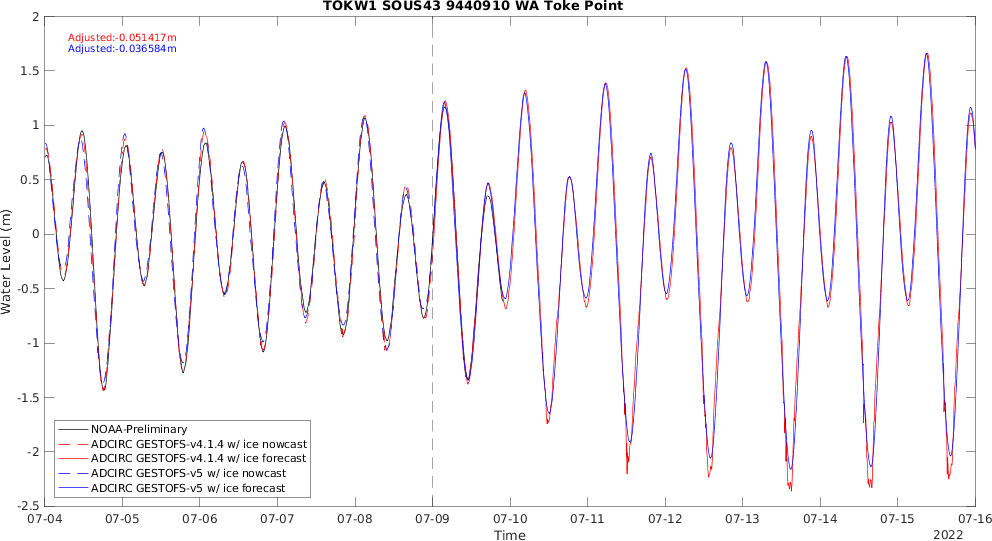 TOKW1 SOUS43 9440910 WA Toke Point
Adjusted:-0.051417m
Adjusted:-0.036584m
2
1.5
1
0.5
0
-0.5
-1
-1.5
-2
-2.5
Water Level (m)
NOAA-Preliminary
ADCIRC GESTOFS-v4.1.4 w/ ice nowcast
ADCIRC GESTOFS-v4.1.4 w/ ice forecast
ADCIRC GESTOFS-v5 w/ ice nowcast
ADCIRC GESTOFS-v5 w/ ice forecast
07-04 07-05 07-06 07-07 07-08 07-09 07-10 07-11 07-12 07-13 07-14 07-15 07-16
Time
2022